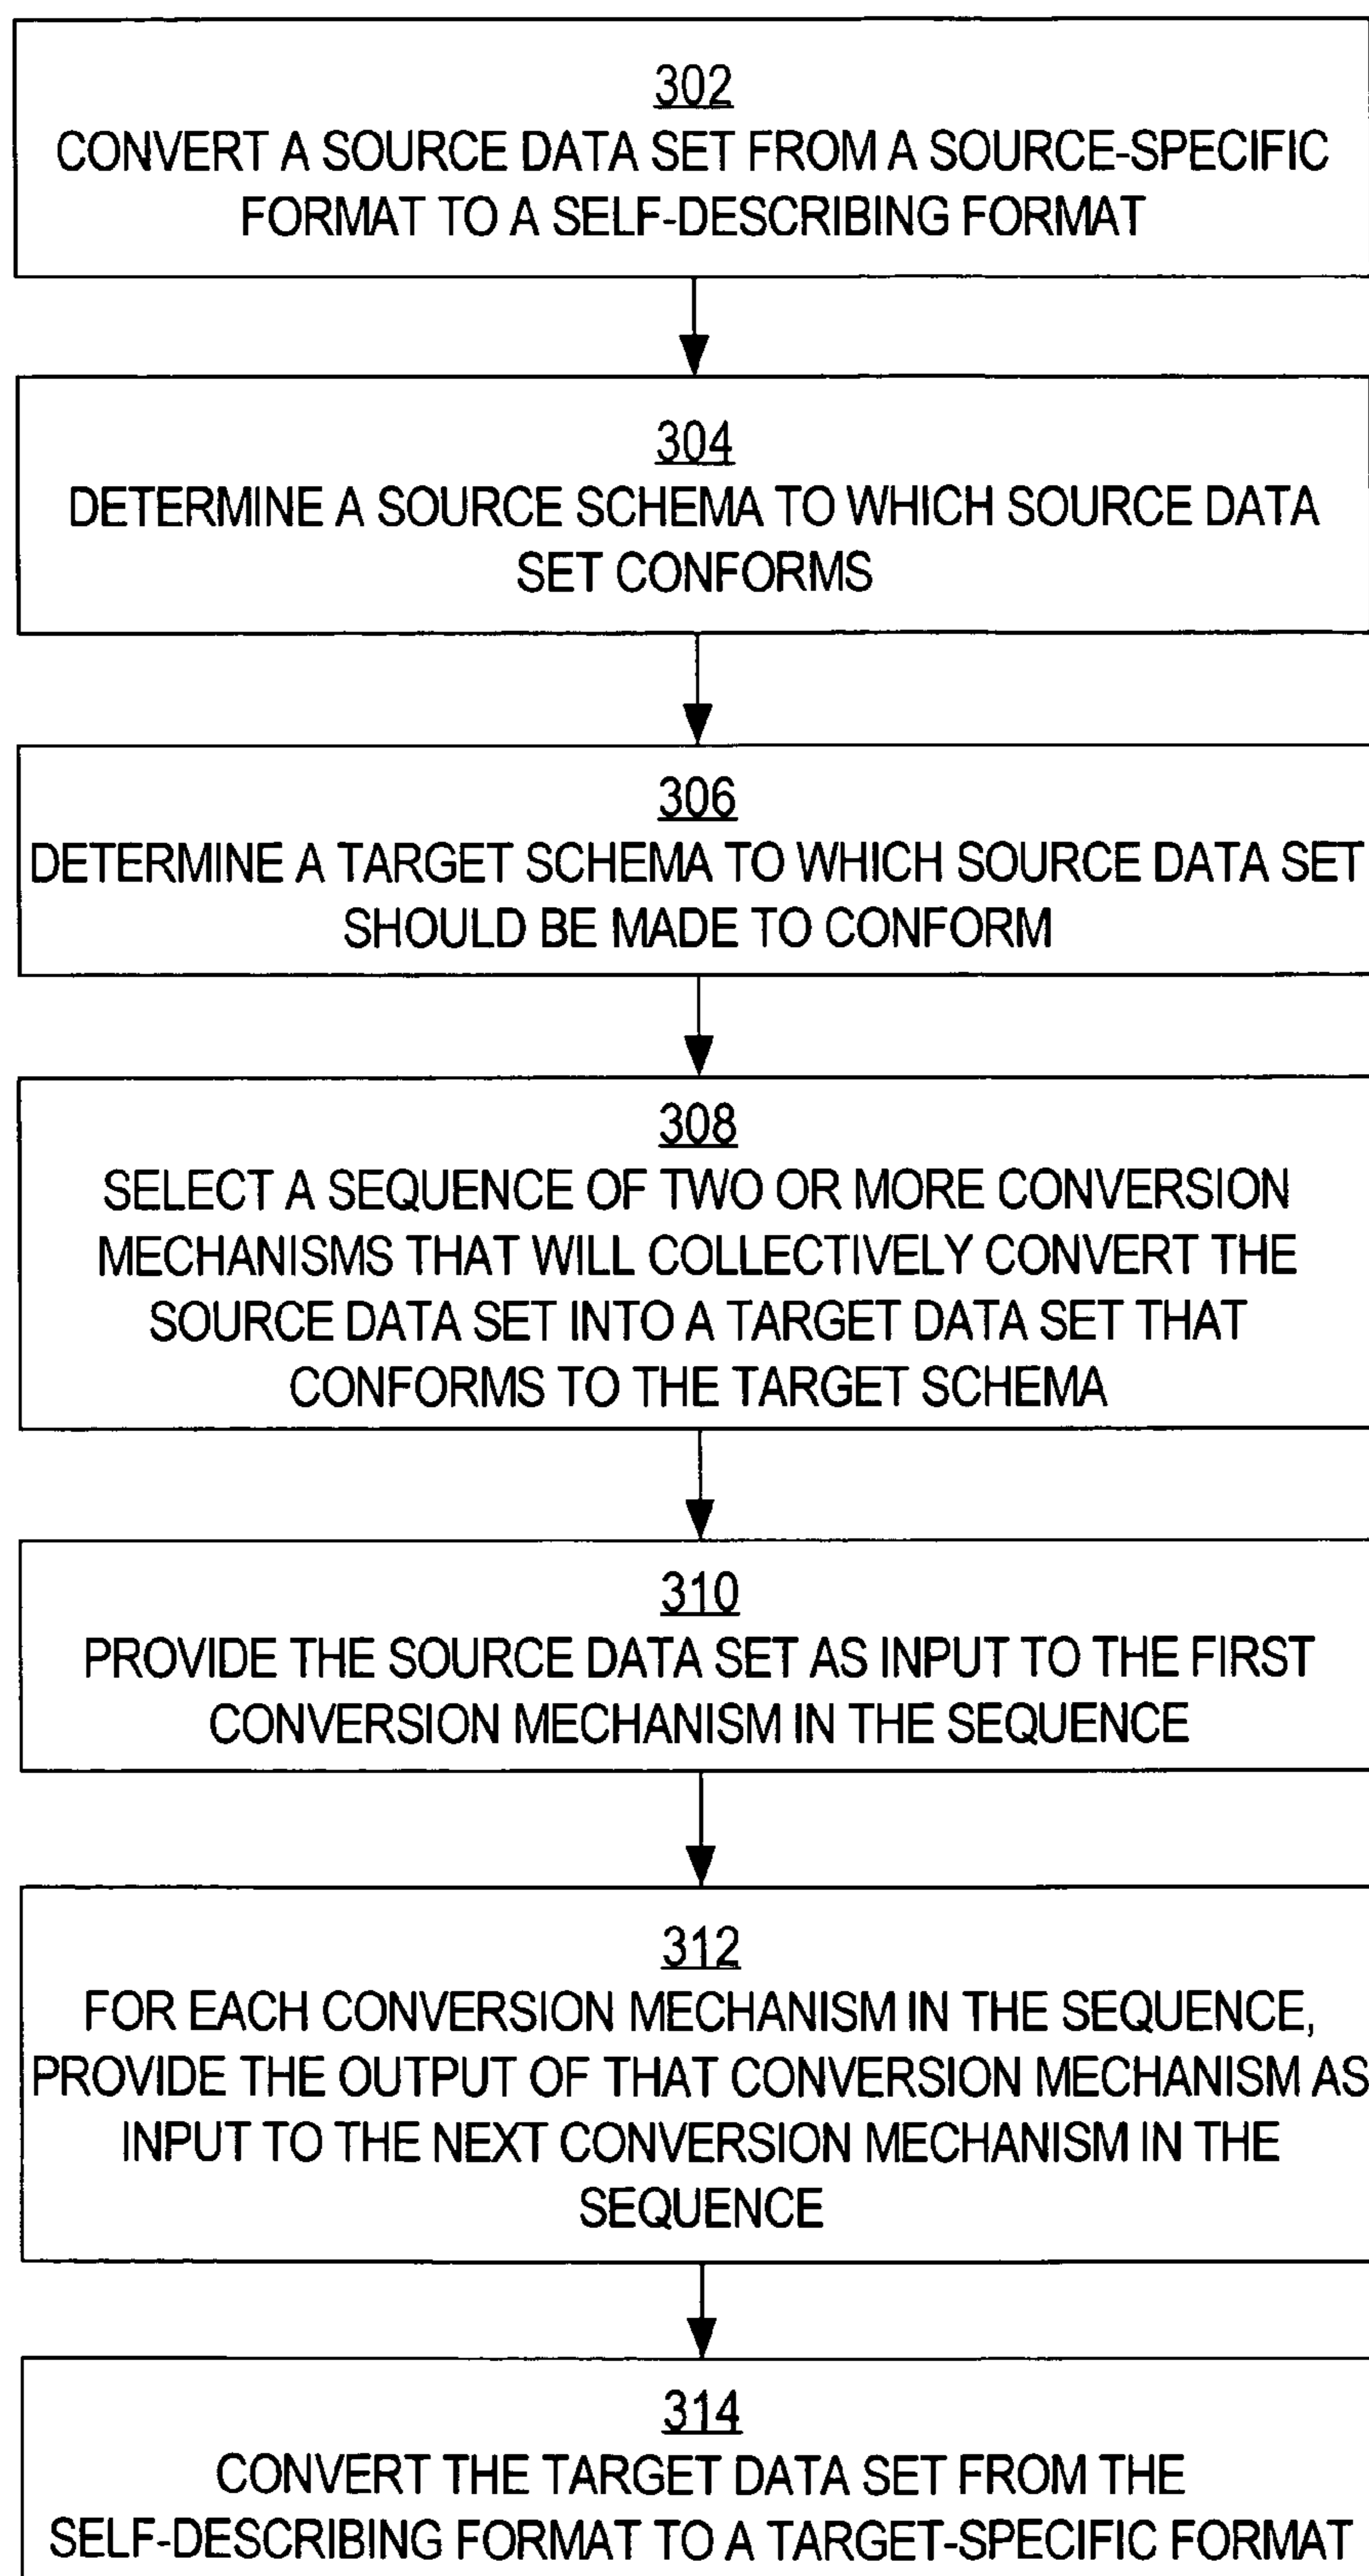 302
CONVERT A SOURCE DATA SET FROM A SOURCE-SPECIFIC
FORMAT TO A SELF-DESCRIBING FORMAT
304
DETERMINE A SOURCE SCHEMA TO WHICH SOURCE DATA
SET CONFORMS
306
DETERMINE A TARGET SCHEMA TO WHICH SOURCE DATA SET
SHOULD BE MADE TO CONFORM
308
SELECT A SEQUENCE OF TWO OR MORE CONVERSION
MECHANISMS THAT WILL COLLECTIVELY CONVERT THE
SOURCE DATA SET INTO A TARGET DATA SET THAT
CONFORMS TO THE TARGET SCHEMA
310
PROVIDE THE SOURCE DATA SET AS INPUT TO THE FIRST
CONVERSION MECHANISM IN THE SEQUENCE
312
FOR EACH CONVERSION MECHANISM IN THE SEQUENCE,
PROVIDE THE OUTPUT OF THAT CONVERSION MECHANISM AS
INPUT TO THE NEXT CONVERSION MECHANISM IN THE
SEQUENCE
314
CONVERT THE TARGET DATA SET FROM THE
SELF-DESCRIBING FORMAT TO A TARGET-SPECIFIC FORMAT